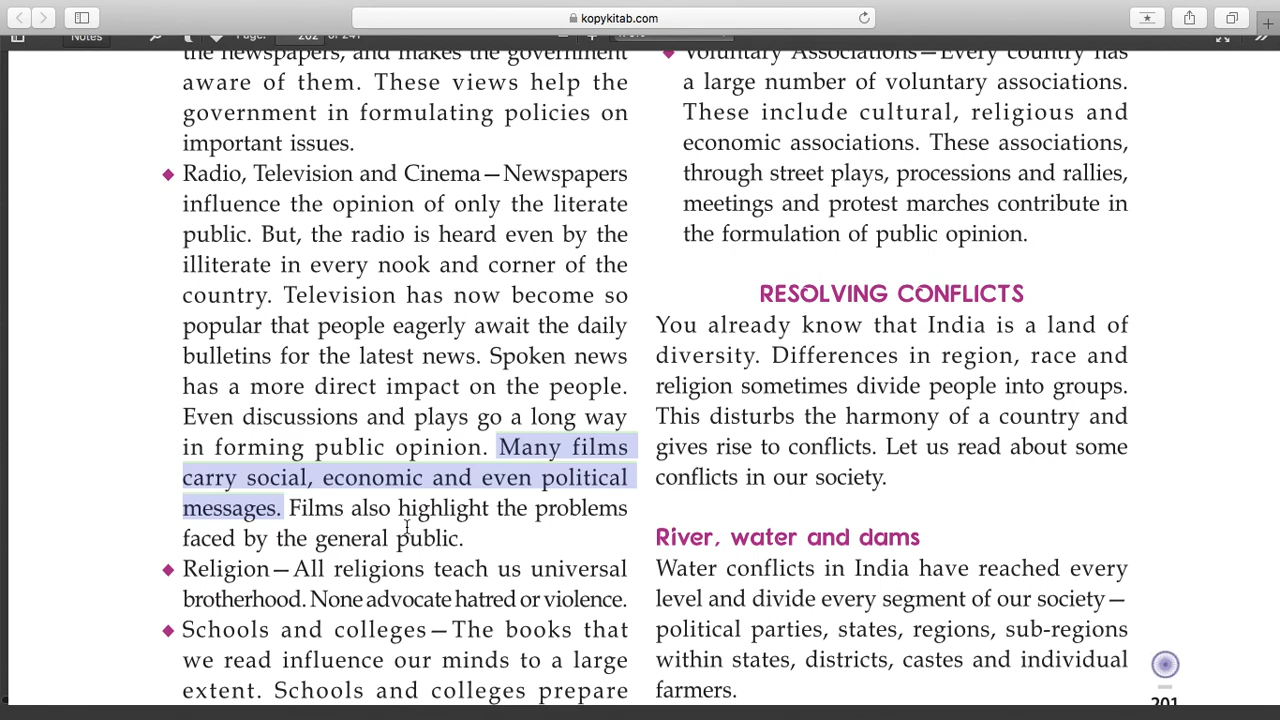 kopykitab.com
Notes
Page:
the newspapers, and makes the government
aware of them. These views help the
government in formulating policies on
important issues.
◆ Radio, Television and Cinema—Newspapers
influence the opinion of only the literate
public. But, the radio is heard even by the
illiterate in every nook and corner of the
country. Television has now become so
popular that people eagerly await the daily
bulletins for the latest news. Spoken news
has a more direct impact on the people.
Even discussions and plays go a long way
in forming public opinion. Many films
carry social, economic and even political
messages. Films also highlight the problems
faced by the general public.
◆ Religion—All religions teach us universal
brotherhood. None advocate hatred or violence.
◆ Schools and colleges—The books that
we read influence our minds to a large
extent. Schools and colleges prepare
◆ Voluntary Associations—Every country has
a large number of voluntary associations.
These include cultural, religious and
economic associations. These associations,
through street plays, processions and rallies,
meetings and protest marches contribute in
the formulation of public opinion.
RESOLVING CONFLICTS
You already know that India is a land of
diversity. Differences in region, race and
religion sometimes divide people into groups.
This disturbs the harmony of a country and
gives rise to conflicts. Let us read about some
conflicts in our society.
River, water and dams
Water conflicts in India have reached every
level and divide every segment of our society—
political parties, states, regions, sub-regions
within states, districts, castes and individual
farmers.
201